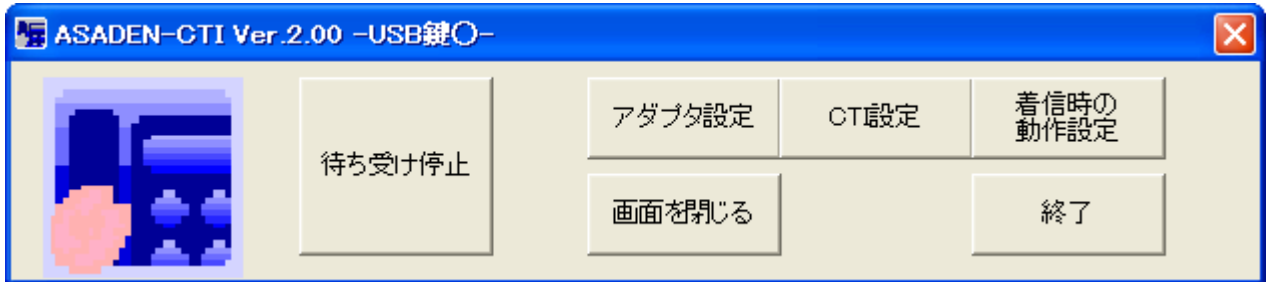 ASADEN-CTI Ver.2.00 -USB鍵〇-
待ち受け停止
アダプタ設定
CTI設定
着信時の
動作設定
画面を閉じる
終了